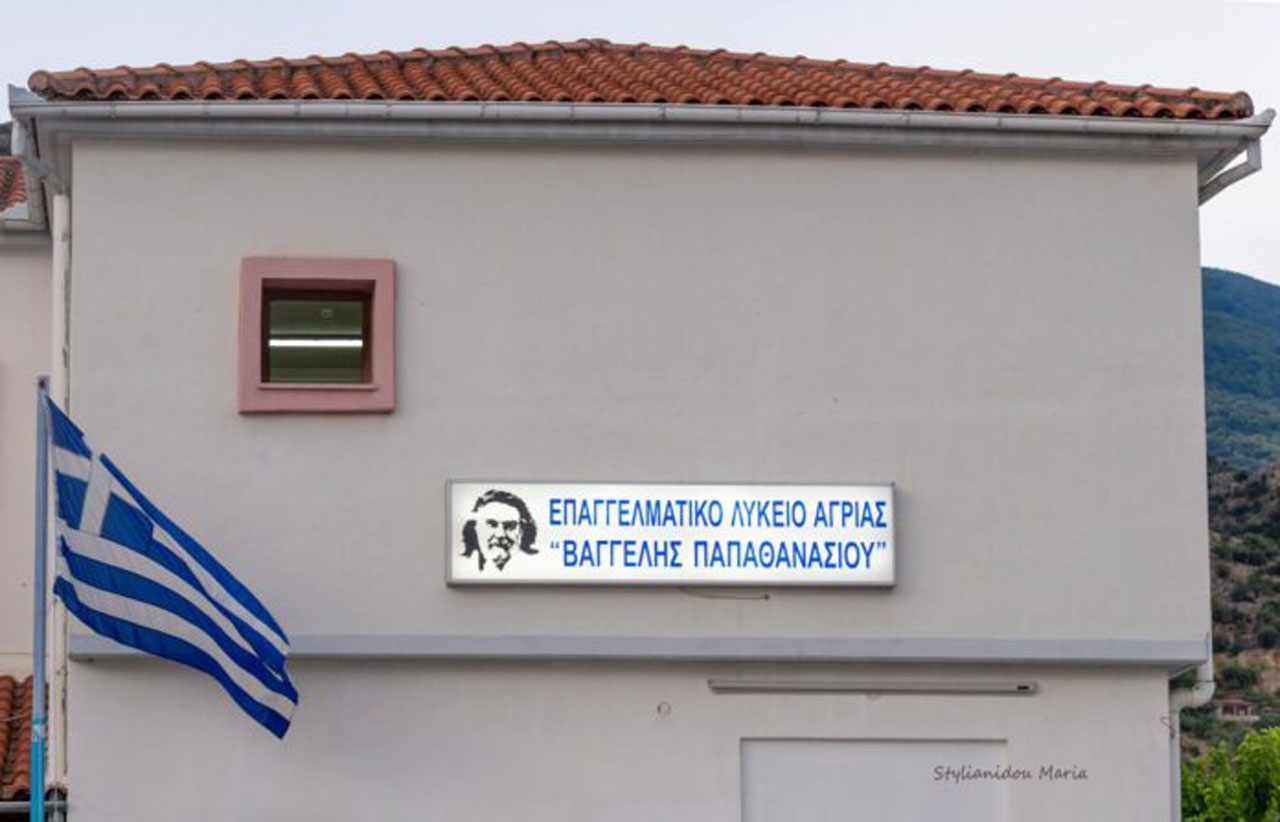 ΕΠΑΓΓΕΛΜΑΤΙΚΟ ΛΥΚΕΙΟ ΑΓΡΙΑΣ
“ΒΑΓΓΕΛΗΣ ΠΑΠΑΘΑΝΑΣΙΟΥ”
Stylianidou Maria